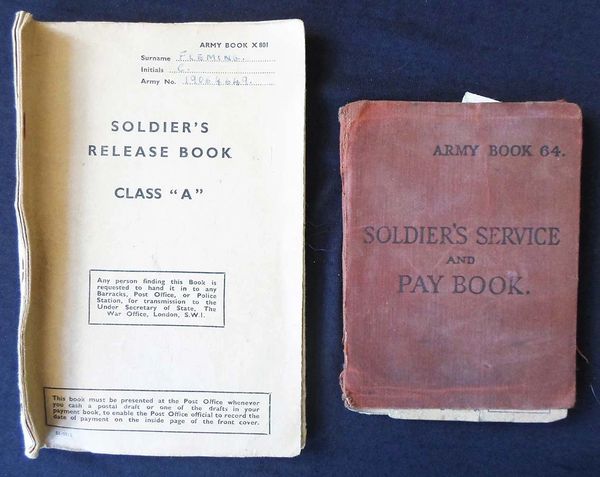 ARMY BOOK X 801
Surname FLEMING.
Initials C.
Army No. 19064649.
SOLDIER'S
RELEASE BOOK
CLASS "A"
Any person finding this Book is
requested to hand it in to any
Barracks, Post Office, or Police
Station, for transmission to the
Under Secretary of State, The
War Office, London, S.W.1.
This book must be presented at the Post Office whenever
you cash a postal draft or one of the drafts in your
payment book, to enable the Post Office official to record the
date of payment on the inside page of the front cover.
ARMY BOOK 64.
SOLDIER'S SERVICE
AND
PAY BOOK.